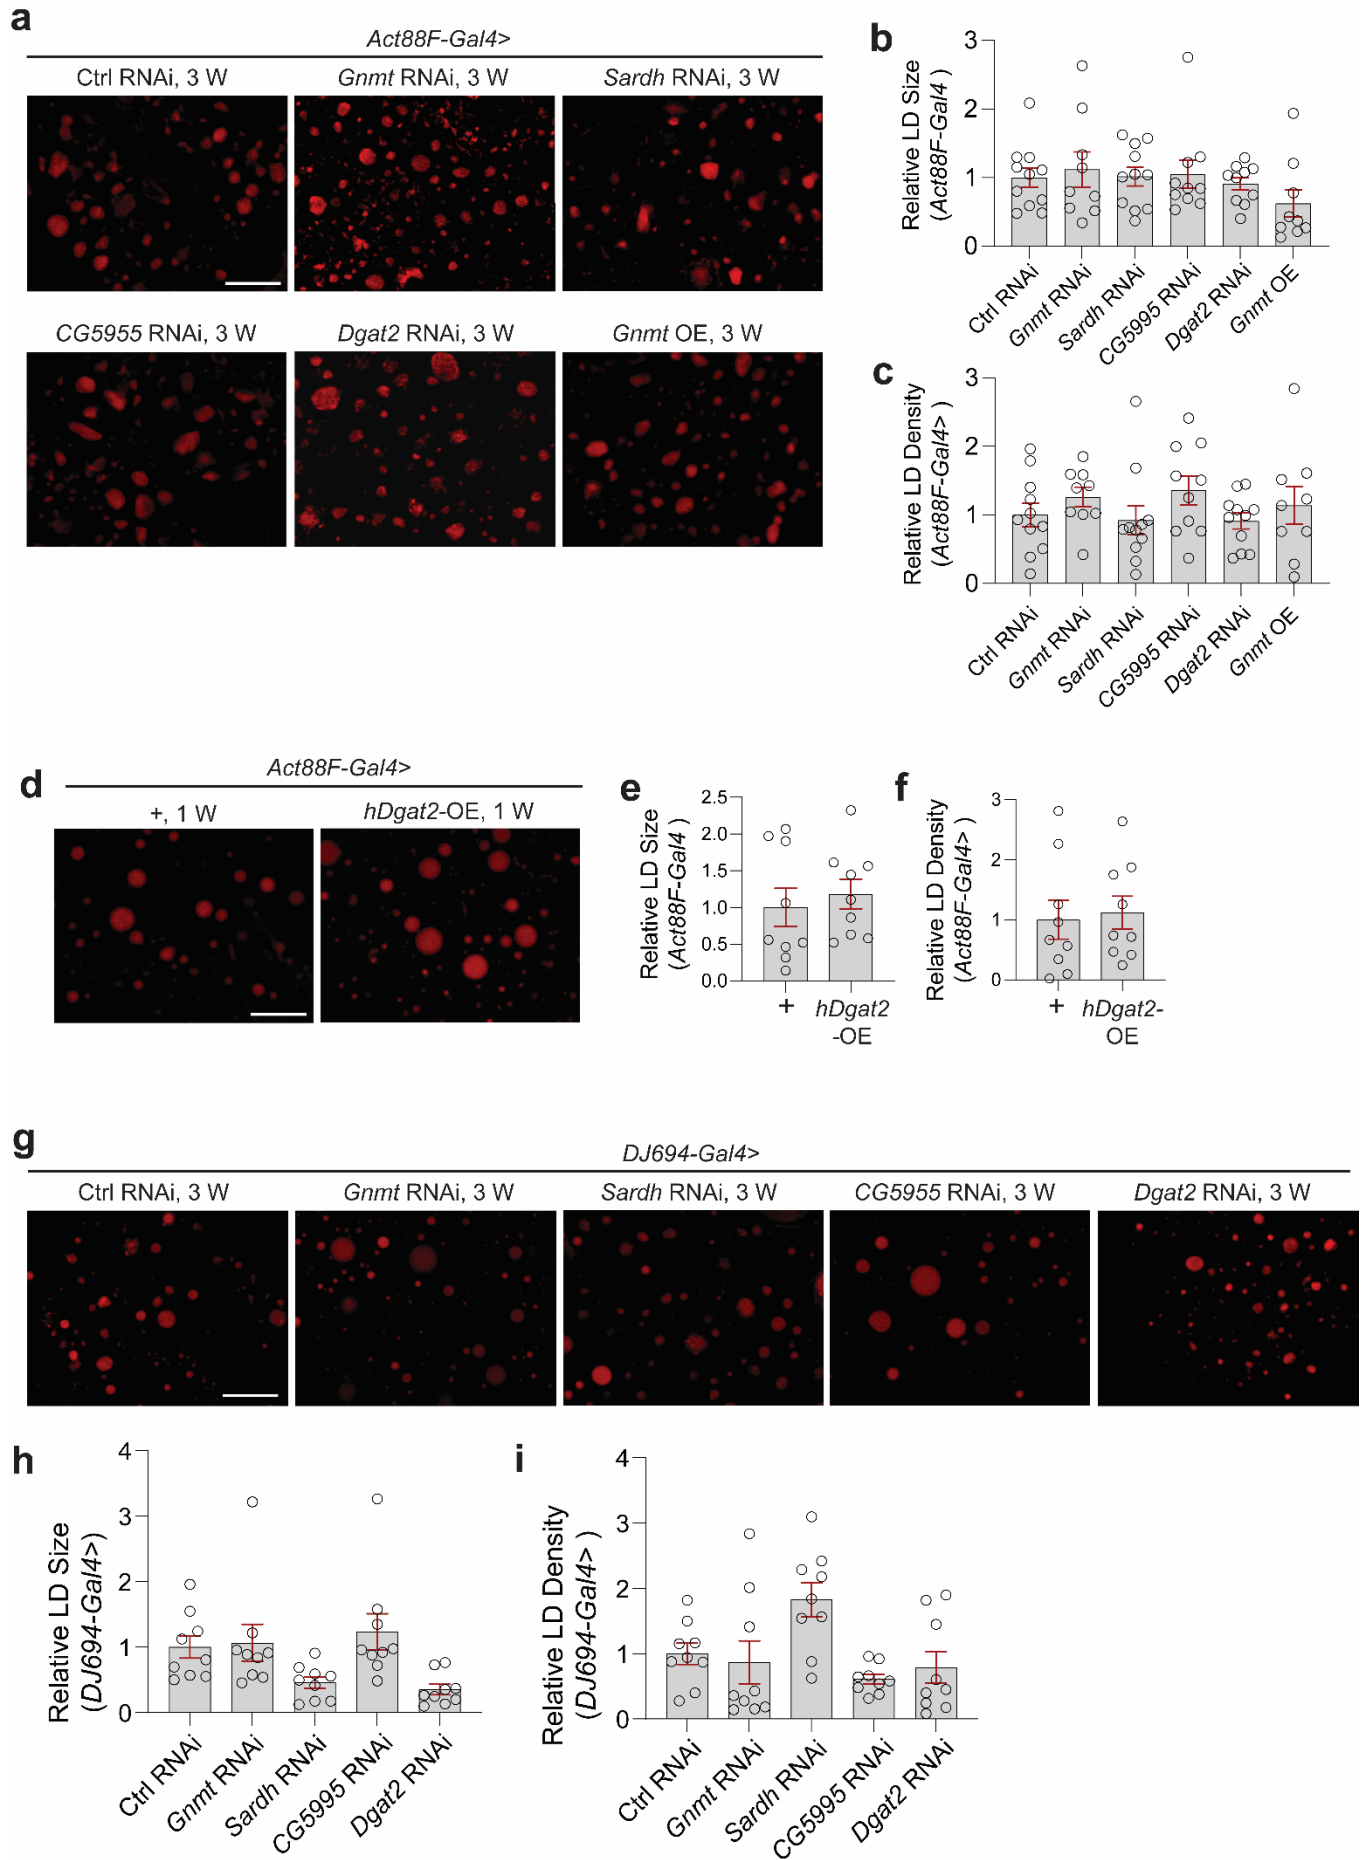 a
Act88F-Gal4>
Ctrl RNAi, 3 W
Gnmt RNAi, 3 W
Sardh RNAi, 3 W
CG5955 RNAi, 3 W
Dgat2 RNAi, 3 W
Gnmt OE, 3 W
b
Relative LD Size
(Act88F-Gal4 )
3
2
1
0
Ctrl RNAi
Gnmt RNAi
Sardh RNAi
CG5995 RNAi
Dgat2 RNAi
Gnmt OE
c
Relative LD Density
(Act88F-Gal4> )
3
2
1
0
Ctrl RNAi
Gnmt RNAi
Sardh RNAi
CG5995 RNAi
Dgat2 RNAi
Gnmt OE
d
Act88F-Gal4>
+, 1 W
hDgat2-OE, 1 W
e
Relative LD Size
(Act88F-Gal4 )
2.5
2.0
1.5
1.0
0.5
0.0
+
hDgat2
-OE
f
Relative LD Density
(Act88F-Gal4> )
3
2
1
0
+
hDgat2-
OE
g
DJ694-Gal4>
Ctrl RNAi, 3 W
Gnmt RNAi, 3 W
Sardh RNAi, 3 W
CG5955 RNAi, 3 W
Dgat2 RNAi, 3 W
h
Relative LD Size
(DJ694-Gal4>)
4
3
2
1
0
Ctrl RNAi
Gnmt RNAi
Sardh RNAi
CG5995 RNAi
Dgat2 RNAi
i
Relative LD Density
(DJ694-Gal4> )
4
3
2
1
0
Ctrl RNAi
Gnmt RNAi
Sardh RNAi
CG5995 RNAi
Dgat2 RNAi